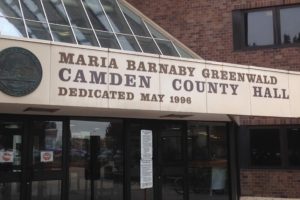 MARIA BARNABY GREENWALD
CAMDEN COUNTY HALL
DEDICATED MAY 1996